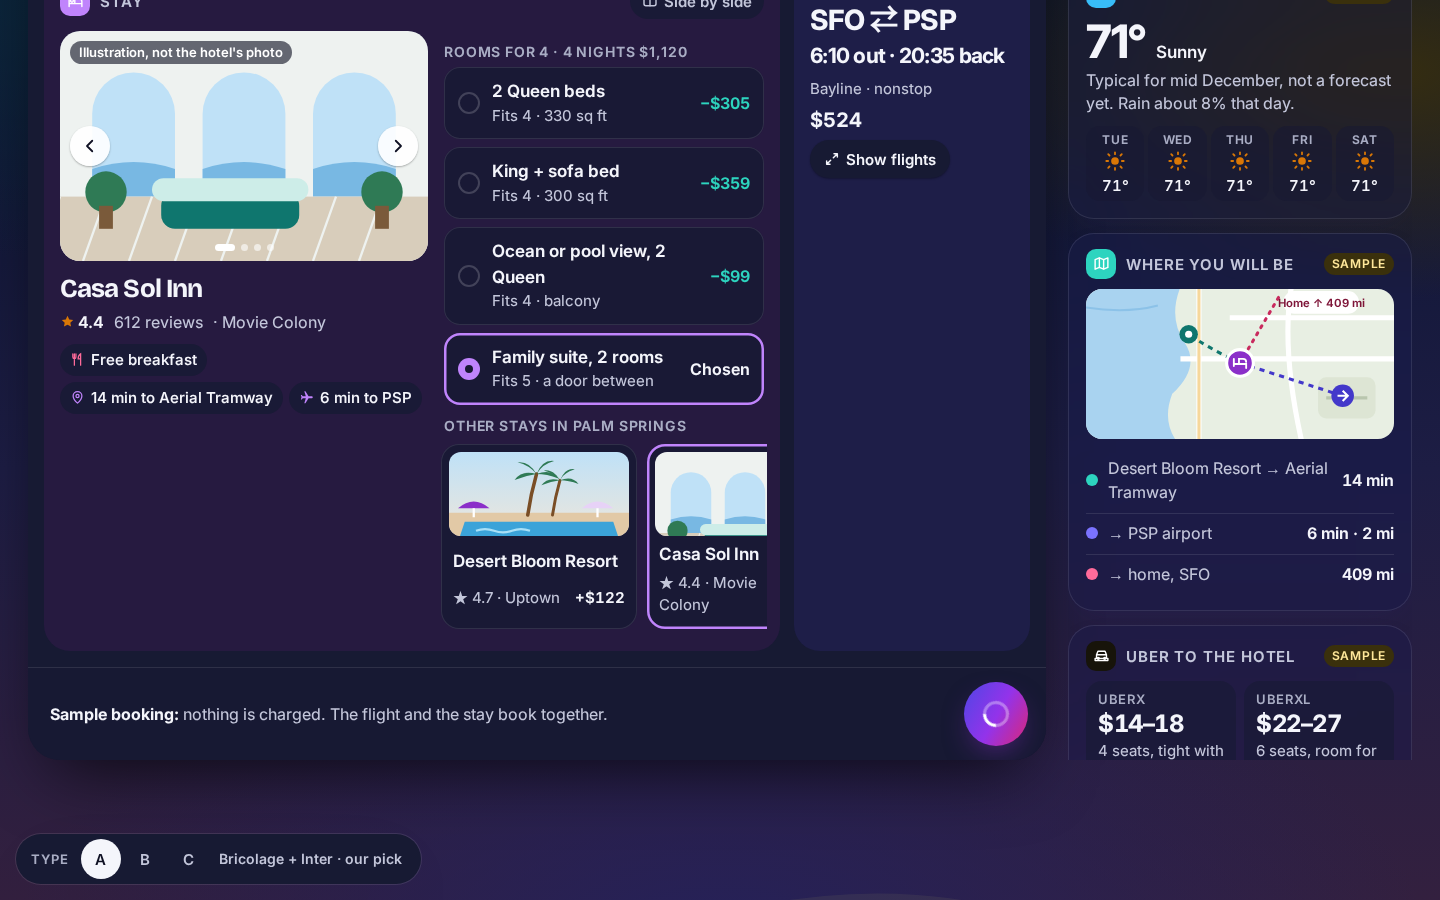 STAY
Side by side
Illustration, not the hotel's photo
Casa Sol Inn
4.4 612 reviews · Movie Colony
Free breakfast
14 min to Aerial Tramway
6 min to PSP
ROOMS FOR 4 · 4 NIGHTS $1,120
2 Queen beds
Fits 4 · 330 sq ft
−$305
King + sofa bed
Fits 4 · 300 sq ft
−$359
Ocean or pool view, 2
Queen
Fits 4 · balcony
−$99
Family suite, 2 rooms
Fits 5 · a door between
Chosen
OTHER STAYS IN PALM SPRINGS
Desert Bloom Resort
★ 4.7 · Uptown +$122
Casa Sol Inn
★ 4.4 · Movie
Colony
SFO ⇄ PSP
6:10 out · 20:35 back
Bayline · nonstop
$524
Show flights
Sample booking: nothing is charged. The flight and the stay book together.
71° Sunny
Typical for mid December, not a forecast
yet. Rain about 8% that day.
TUE WED THU FRI SAT
71° 71° 71° 71° 71°
WHERE YOU WILL BE
SAMPLE
Home ↑ 409 mi
Desert Bloom Resort → Aerial
Tramway
14 min
→ PSP airport 6 min · 2 mi
→ home, SFO 409 mi
UBER TO THE HOTEL
SAMPLE
UBERX
$14–18
4 seats, tight with
UBERXL
$22–27
6 seats, room for
TYPE A B C Bricolage + Inter · our pick